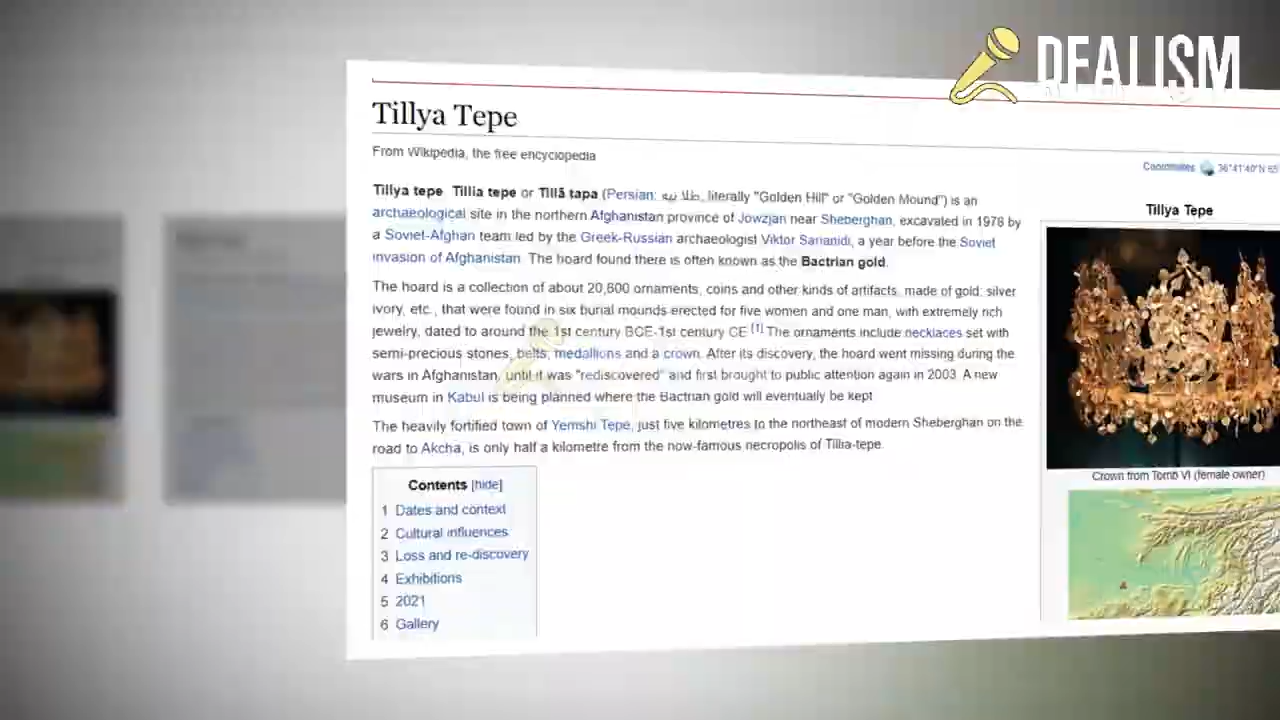 DEALISM
Tillya Tepe
From Wikipedia, the free encyclopedia
Coordinates 36°41′40″N 65
Tillya tepe Tillia tepe or Tillā tapa (Persian: طلا تپه, literally "Golden Hill" or "Golden Mound") is an
archaeological site in the northern Afghanistan province of Jowzjan near Sheberghan, excavated in 1978 by
a Soviet-Afghan team led by the Greek-Russian archaeologist Viktor Sarianidi, a year before the Soviet
invasion of Afghanistan. The hoard found there is often known as the Bactrian gold.
The hoard is a collection of about 20,600 ornaments, coins and other kinds of artifacts, made of gold, silver
ivory, etc., that were found in six burial mounds erected for five women and one man, with extremely rich
jewelry, dated to around the 1st century BCE-1st century CE.[1] The ornaments include necklaces set with
semi-precious stones, belts, medallions and a crown. After its discovery, the hoard went missing during the
wars in Afghanistan, until it was "rediscovered" and first brought to public attention again in 2003. A new
museum in Kabul is being planned where the Bactrian gold will eventually be kept
The heavily fortified town of Yemshi Tepe, just five kilometres to the northeast of modern Sheberghan on the
road to Akcha, is only half a kilometre from the now-famous necropolis of Tillia-tepe.
Contents [hide]
1 Dates and context
2 Cultural influences
3 Loss and re-discovery
4 Exhibitions
5 2021
6 Gallery
Tillya Tepe
Crown from Tomb VI (female owner)